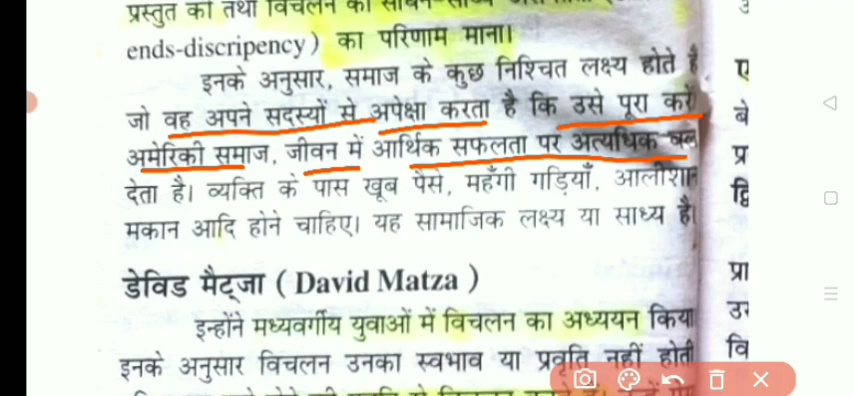 प्रस्तुत की तथा विचलन को साधन-साध्य
ends-discripency) का परिणाम माना।
इनके अनुसार, समाज के कुछ निश्चित लक्ष्य होते हैं
जो वह अपने सदस्यों से अपेक्षा करता है कि उसे पूरा करें
अमेरिकी समाज, जीवन में आर्थिक सफलता पर अत्यधिक बल
देता है। व्यक्ति के पास खूब पैसे, महँगी गड़ियाँ, आलीशान
मकान आदि होने चाहिए। यह सामाजिक लक्ष्य या साध्य है।
डेविड मैट्जा ( David Matza )
इन्होंने मध्यवर्गीय युवाओं में विचलन का अध्ययन किया
इनके अनुसार विचलन उनका स्वभाव या प्रवृति नहीं होती